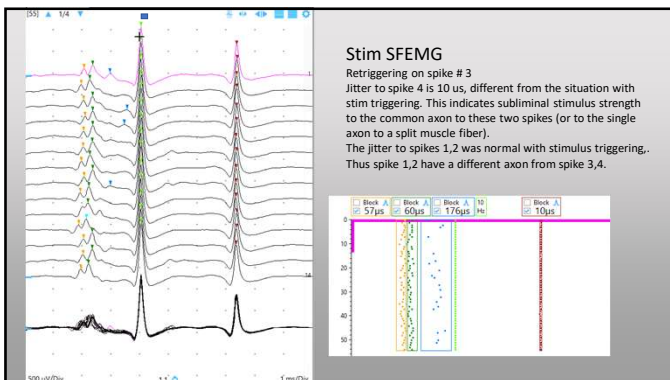 [55] 1/4
Stim SFEMG
Retriggering on spike # 3
Jitter to spike 4 is 10 us, different from the situation with
stim triggering. This indicates subliminal stimulus strength
to the common axon to these two spikes (or to the single
axon to a split muscle fiber).
The jitter to spikes 1,2 was normal with stimulus triggering,.
Thus spike 1,2 have a different axon from spike 3,4.
1
14
500 uV/Div 1 ms/Div
Block Block Block 10 Block
57µs 60µs 176µs Hz 10µs
0
10
20
30
40
50